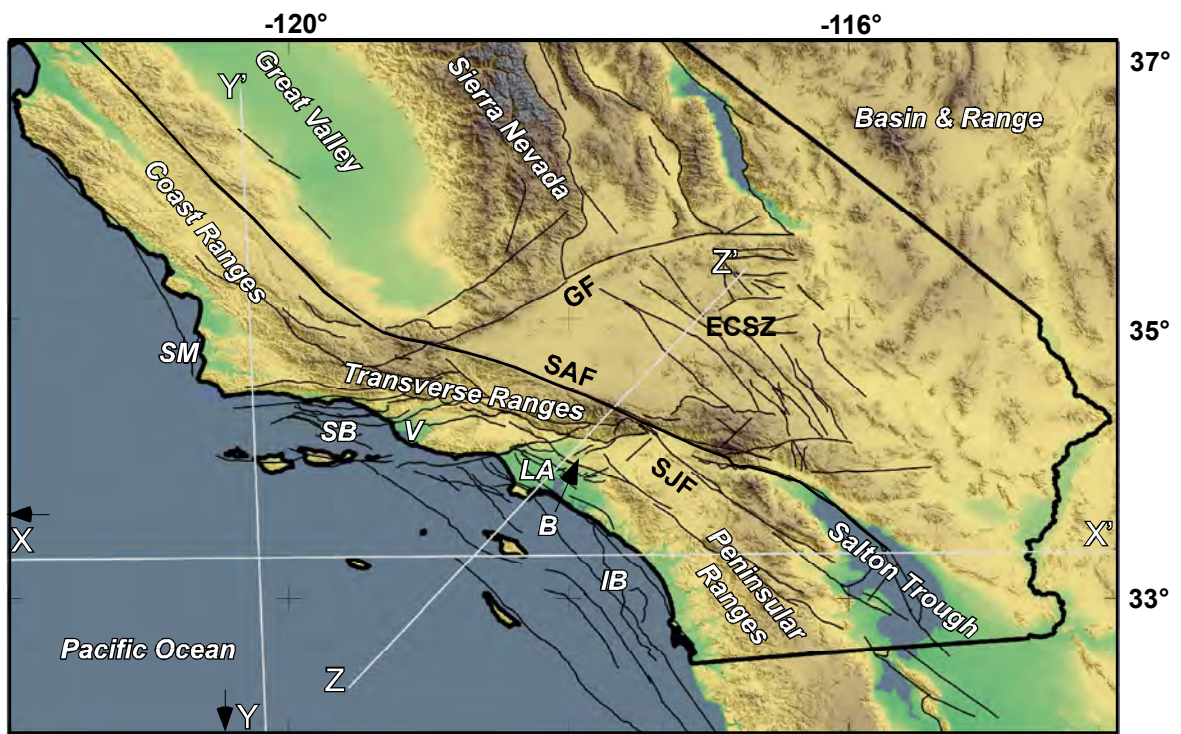 -120°
-116°
37°
Y'
Great Valley
Sierra Nevada
Basin & Range
Coast Ranges
Z'
GF
ECSZ
35°
SM
SAF
Transverse Ranges
SB
V
LA
SJF
B
X
X'
Salton Trough
Peninsular
Ranges
IB
33°
Pacific Ocean
Z
Y